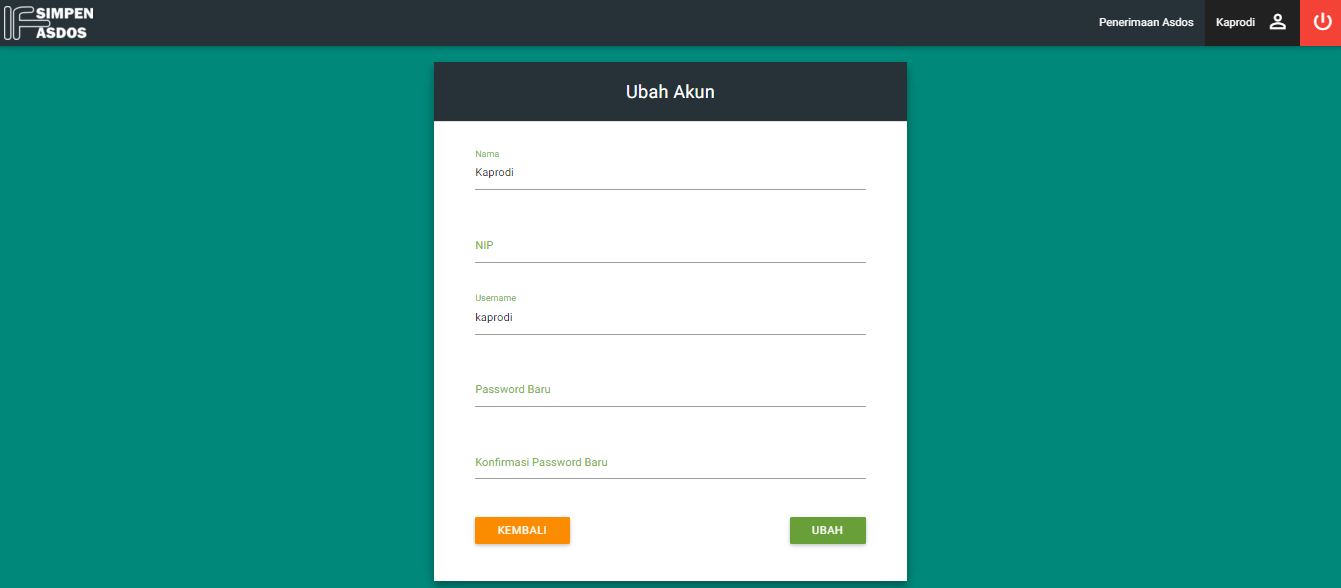 IF SIMPEN
ASDOS
Penerimaan Asdos
Kaprodi
Ubah Akun
Nama
Kaprodi
NIP
Username
kaprodi
Password Baru
Konfirmasi Password Baru
KEMBALI
UBAH